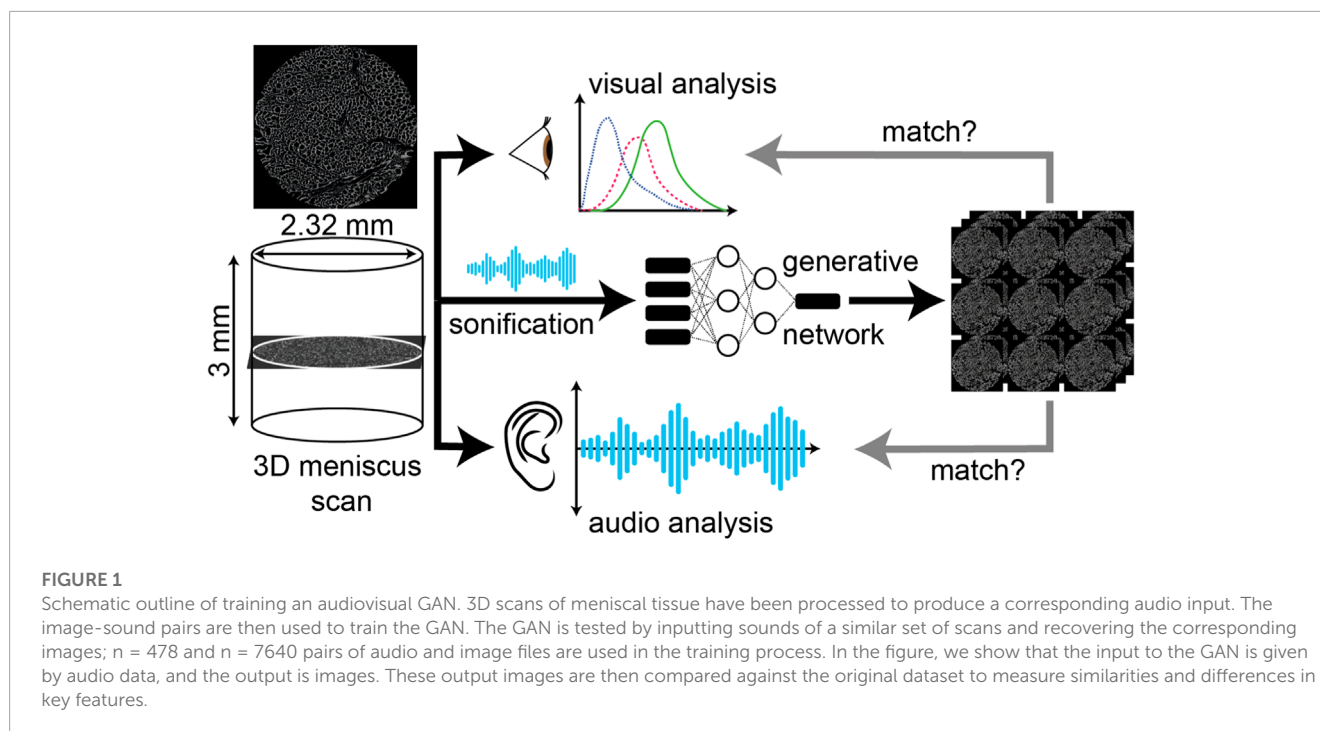 visual analysis
match?
2.32 mm
3 mm
sonification
generative
network
3D meniscus
scan
audio analysis
match?
FIGURE 1
Schematic outline of training an audiovisual GAN. 3D scans of meniscal tissue have been processed to produce a corresponding audio input. The
image-sound pairs are then used to train the GAN. The GAN is tested by inputting sounds of a similar set of scans and recovering the corresponding
images; n = 478 and n = 7640 pairs of audio and image files are used in the training process. In the figure, we show that the input to the GAN is given
by audio data, and the output is images. These output images are then compared against the original dataset to measure similarities and differences in
key features.